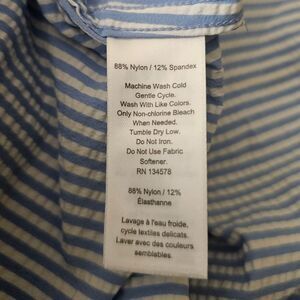 88% Nylon / 12% Spandex
Machine Wash Cold
Gentle Cycle.
Wash With Like Colors.
Only Non-chlorine Bleach
When Needed.
Tumble Dry Low.
Do Not Iron.
Do Not Use Fabric
Softener.
RN 134578
88% Nylon / 12%
Élasthanne
Lavage à l'eau froide,
cycle textiles delicats.
Laver avec des couleurs
semblables.